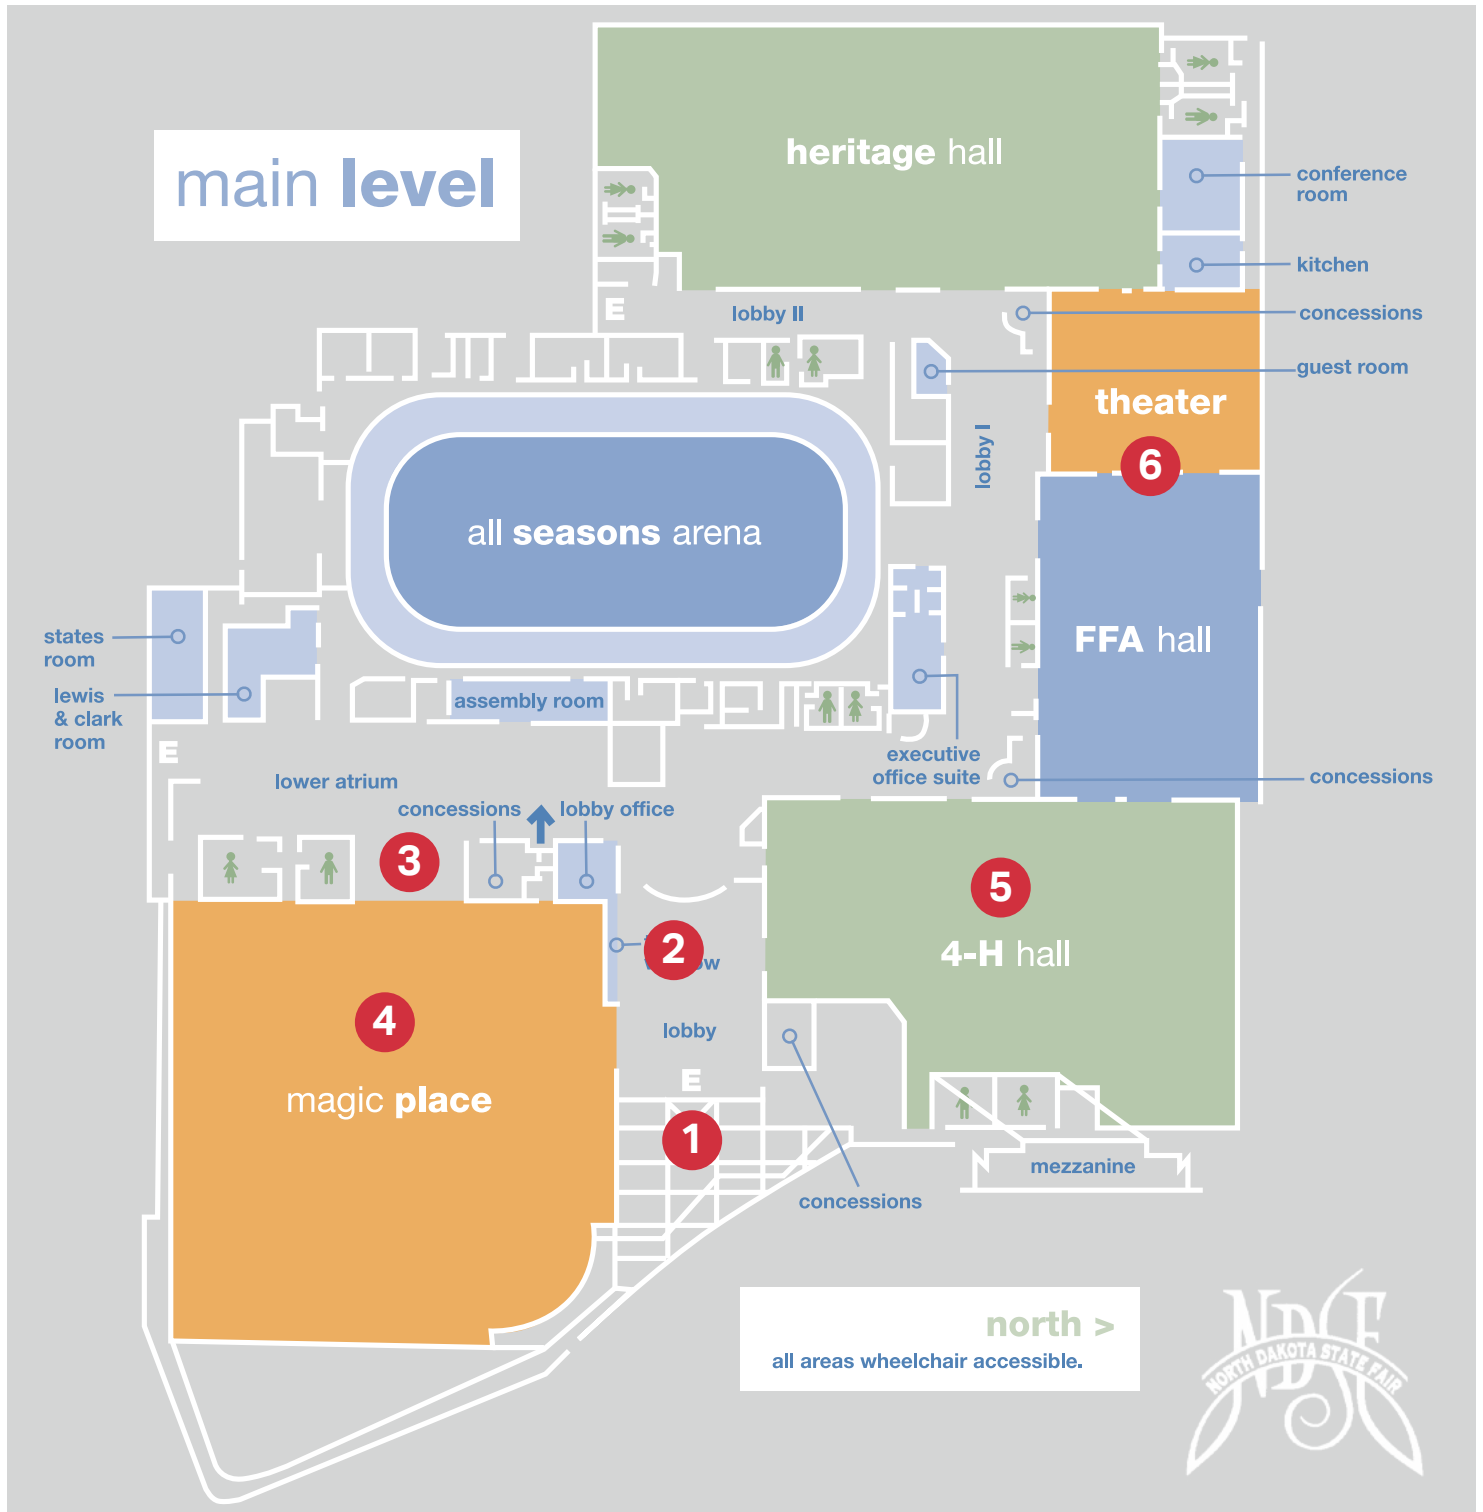 main level
heritage hall
conference
room
kitchen
E
lobby II
concessions
guest room
theater
lobby I
6
all seasons arena
FFA hall
states
room
lewis
& clark
room
assembly room
E
executive
office suite
lower atrium
concessions
concessions
lobby office
3
5
2
4-H hall
4
lobby
E
magic place
1
mezzanine
concessions
north >
all areas wheelchair accessible.
NDSF
NORTH DAKOTA STATE FAIR